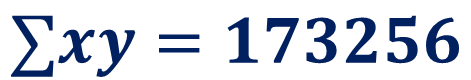 ∑xy = 173256